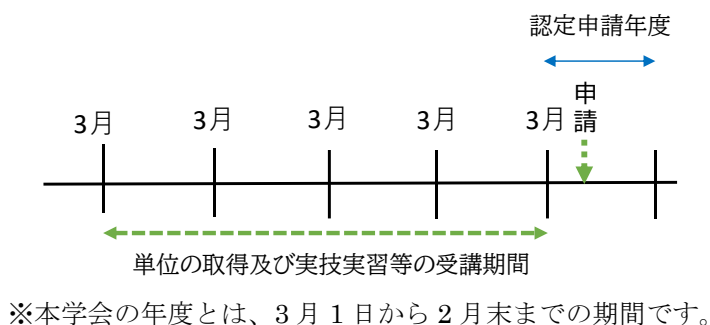 認定申請年度
申請
3月 3月 3月 3月 3月
単位の取得及び実技実習等の受講期間
※本学会の年度とは、3月1日から2月末までの期間です。